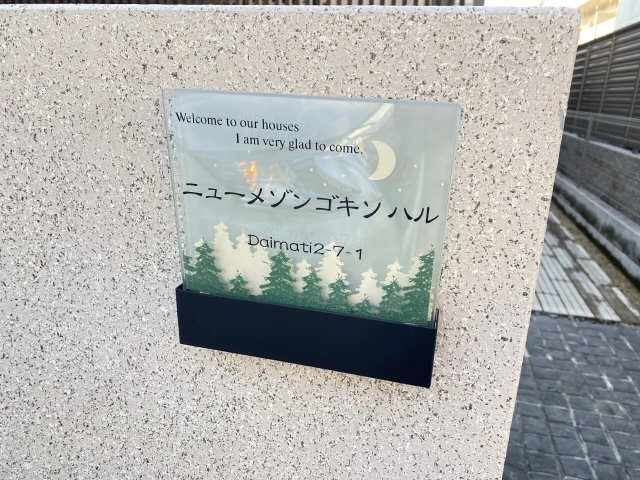 Welcome to our houses
I am very glad to come.
ニューメゾンゴキソ ハル
Daimati2-7-1